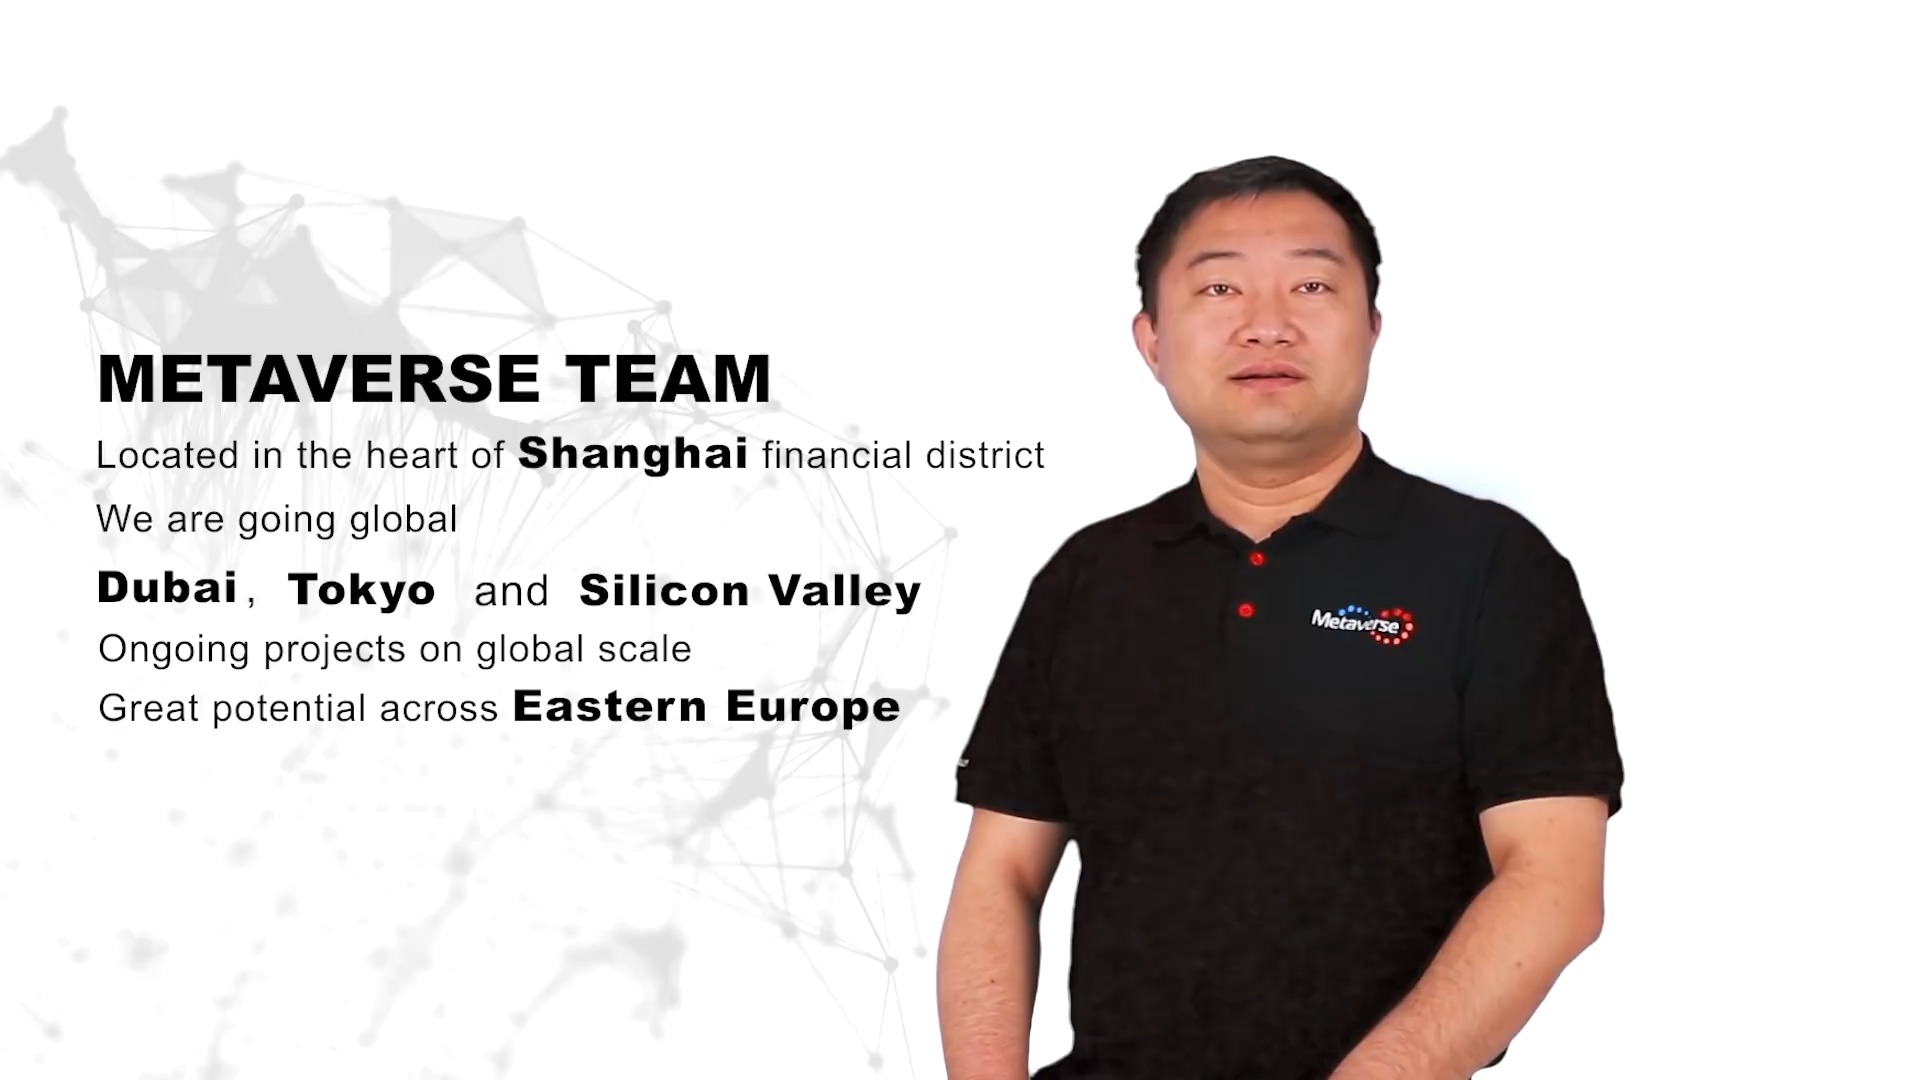 METAVERSE TEAM
Located in the heart of Shanghai financial district
We are going global
Dubai, Tokyo and Silicon Valley
Ongoing projects on global scale
Great potential across Eastern Europe
Metaverse